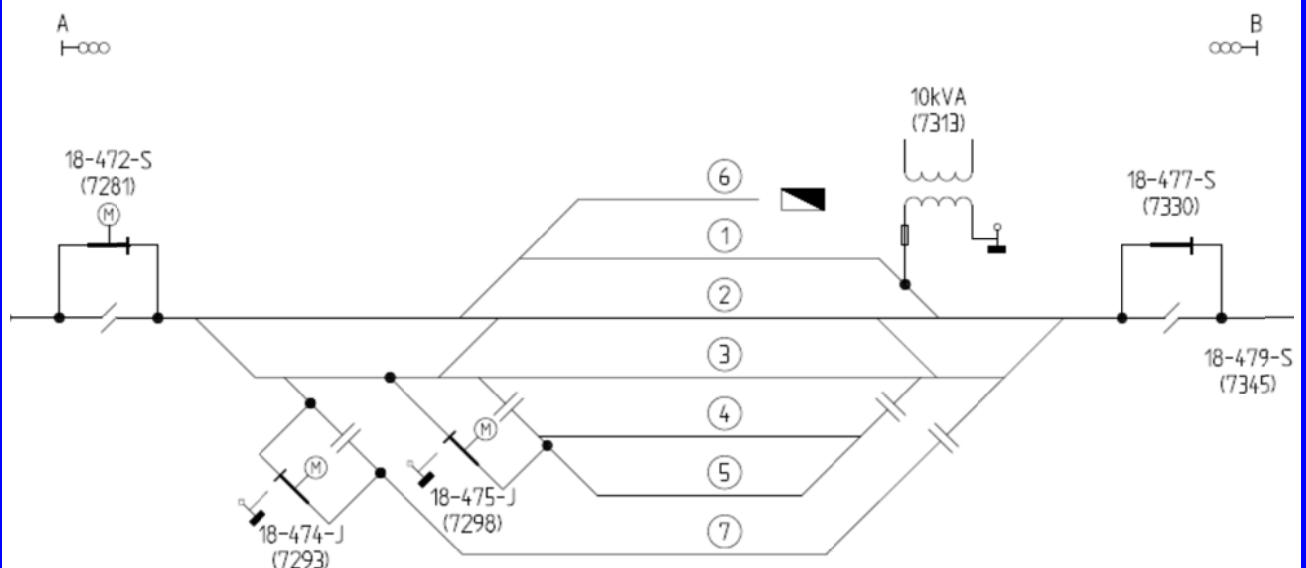 A
B
10kVA
(7313)
18-472-S
(7281)
M
6
18-477-S
(7330)
1
2
3
18-479-S
(7345)
4
M
5
M
18-475-J
(7298)
18-474-J
(7293)
7